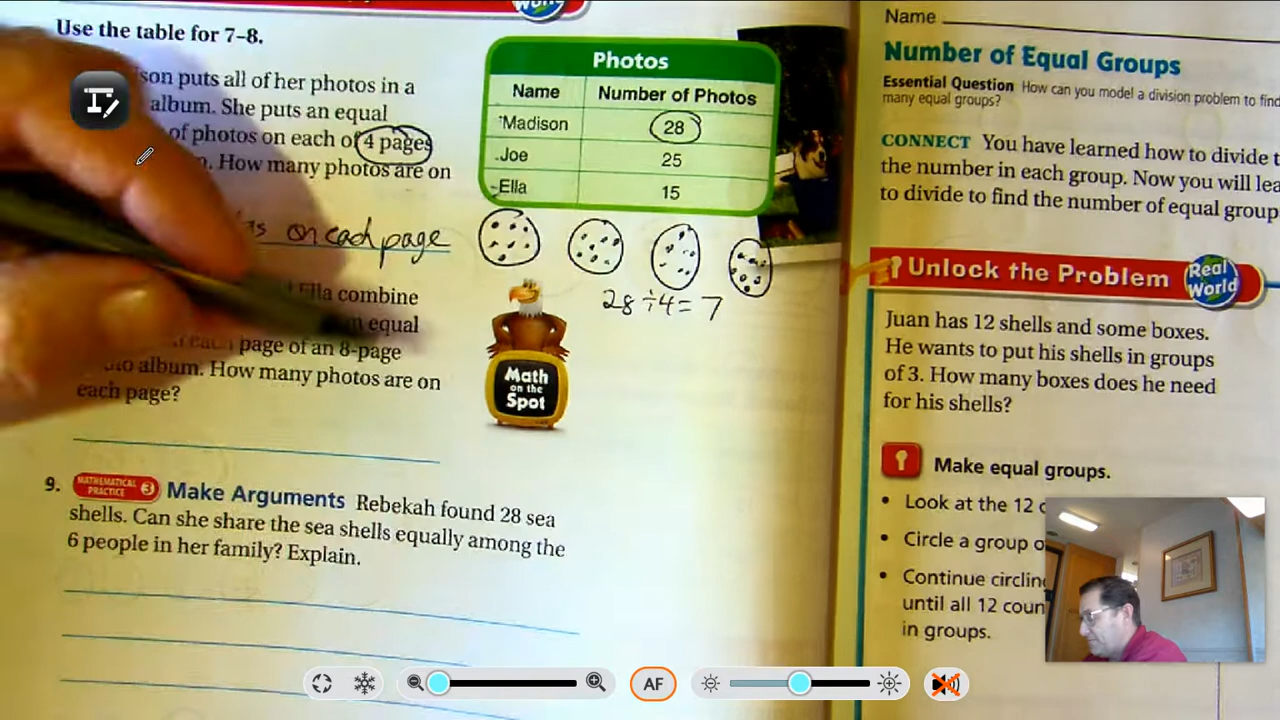 World
Use the table for 7–8.
son puts all of her photos in a
album. She puts an equal
of photos on each of 4 pages
. How many photos are on
on each page
Ella combine
equal
page of an 8-page
album. How many photos are on
each page?
Photos
Name Number of Photos
Madison 28
Joe 25
Ella 15
28 ÷ 4 = 7
Math
on the
Spot
9. MATHEMATICAL PRACTICE 3 Make Arguments Rebekah found 28 sea
shells. Can she share the sea shells equally among the
6 people in her family? Explain.
Name
Number of Equal Groups
Essential Question How can you model a division problem to find
many equal groups?
CONNECT You have learned how to divide
the number in each group. Now you will
to divide to find the number of equal group
Unlock the Problem Real World
Juan has 12 shells and some boxes.
He wants to put his shells in groups
of 3. How many boxes does he need
for his shells?
Make equal groups.
• Look at the 12
• Circle a group
• Continue
until all 12
in groups.
AF